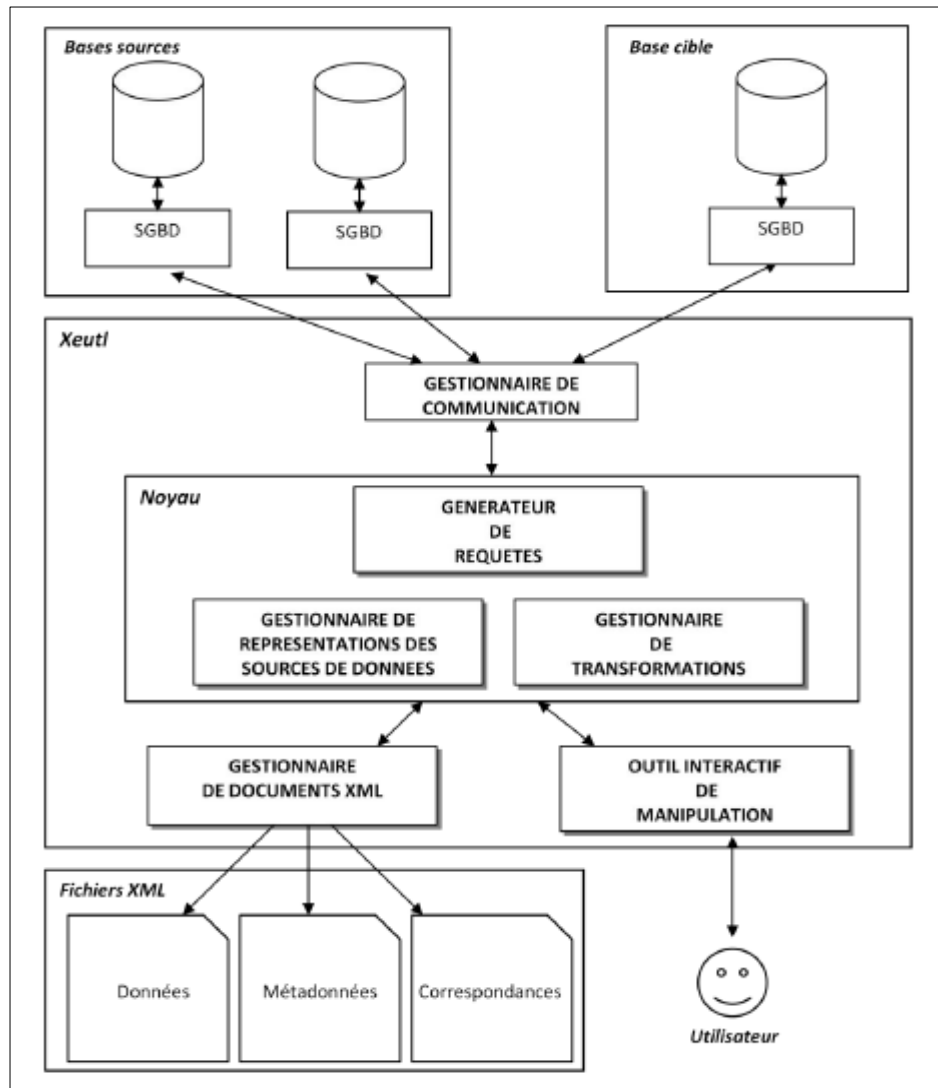 Bases sources
Base cible
SGBD
SGBD
SGBD
Xeutl
GESTIONNAIRE DE
COMMUNICATION
Noyau
GENERATEUR
DE
REQUETES
GESTIONNAIRE DE
REPRESENTATIONS DES
SOURCES DE DONNEES
GESTIONNAIRE
DE
TRANSFORMATIONS
GESTIONNAIRE
DE DOCUMENTS XML
OUTIL INTERACTIF
DE
MANIPULATION
Fichiers XML
Données
Métadonnées
Correspondances
Utilisateur